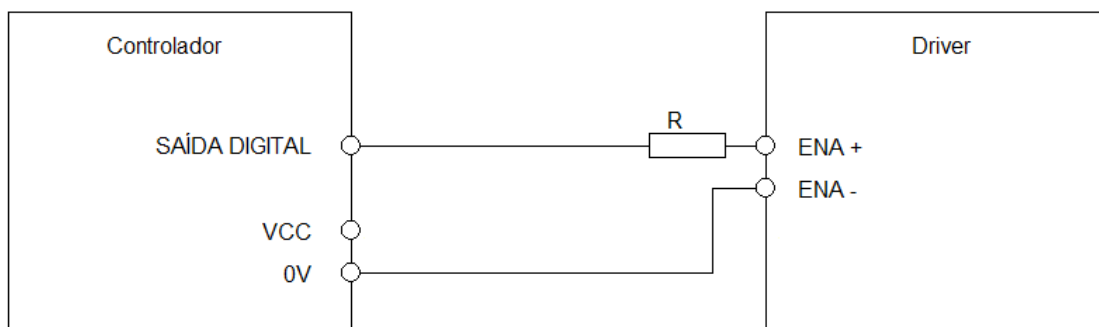 Controlador
Driver
R
SAÍDA DIGITAL
ENA +
ENA -
VCC
0V